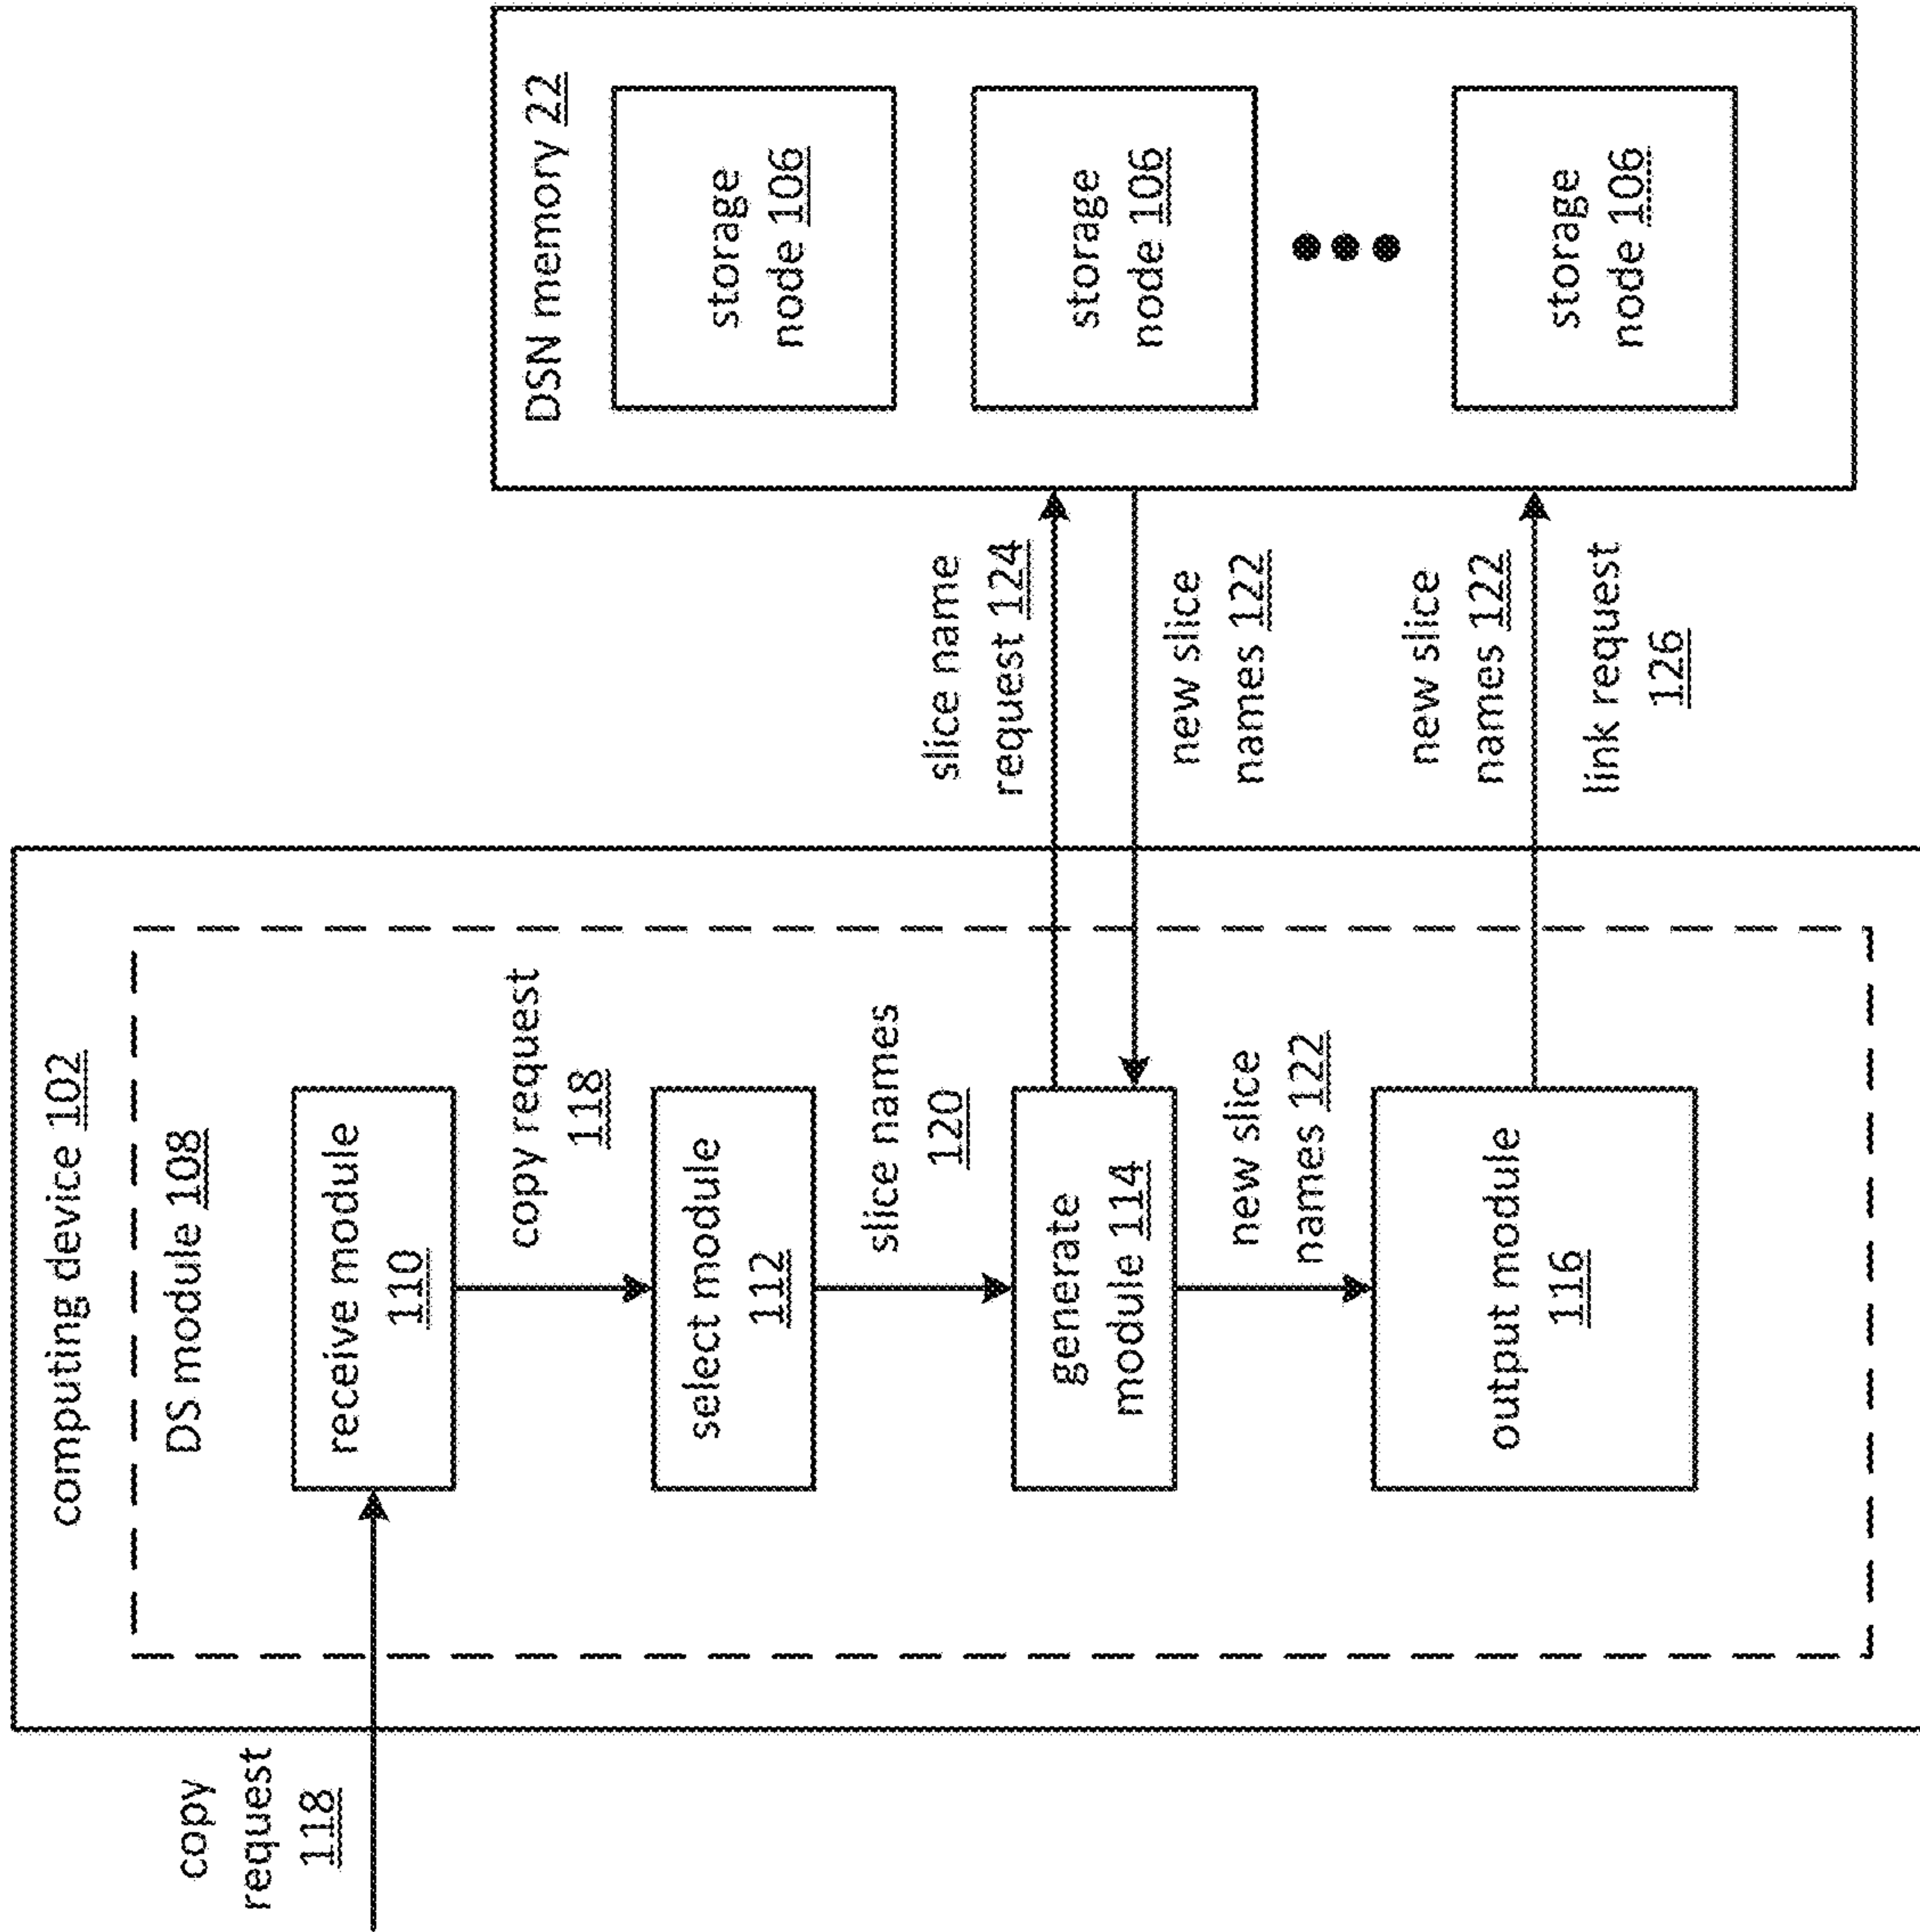 computing device 102
DS module 108
copy
request
118
receive module
110
copy request
118
select module
112
slice names
120
generate
module 114
new slice
names 122
output module
116
slice name
request 124
new slice
names 122
new slice
names 122
link request
126
DSN memory 22
storage
node 106
storage
node 106
storage
node 106